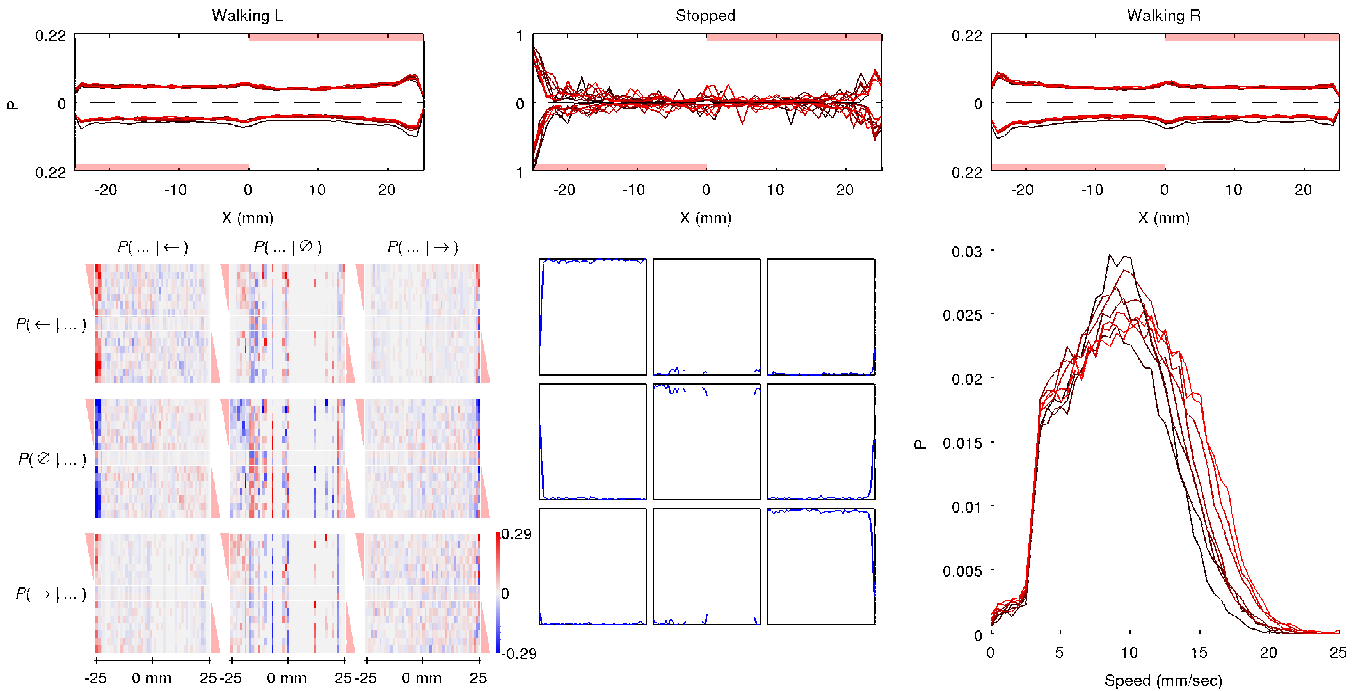 Walking L
Stopped
Walking R
0.22
0
0.22
P
-20
-10
0
10
20
X (mm)
1
0
1
-20
-10
0
10
20
X (mm)
0.22
0
0.22
-20
-10
0
10
20
X (mm)
P( ... | ← )
P( ... | ∅ )
P( ... | → )
P( ← | ... )
P( ∅ | ... )
P( → | ... )
0.29
0
-0.29
-25
0 mm
25
-25
0 mm
25
-25
0 mm
25
0.03
0.025
0.02
0.015
0.01
0.005
0
P
0
5
10
15
20
25
Speed (mm/sec)